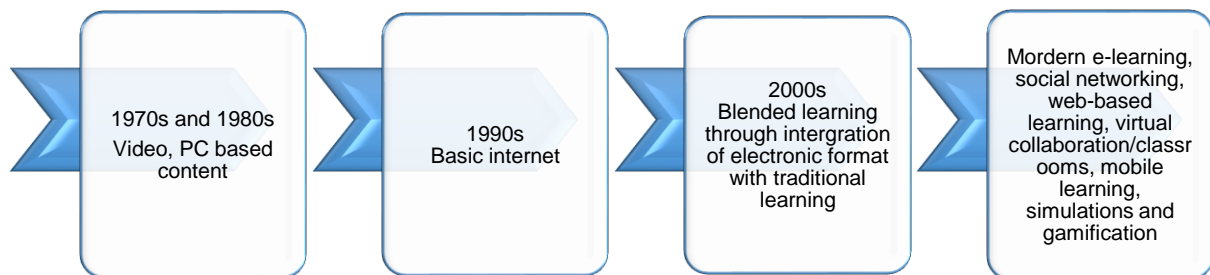 1970s and 1980s
Video, PC based
content
1990s
Basic internet
2000s
Blended learning
through intergration
of electronic format
with traditional
learning
Mordern e-learning,
social networking,
web-based
learning, virtual
collaboration/classr
ooms, mobile
learning,
simulations and
gamification